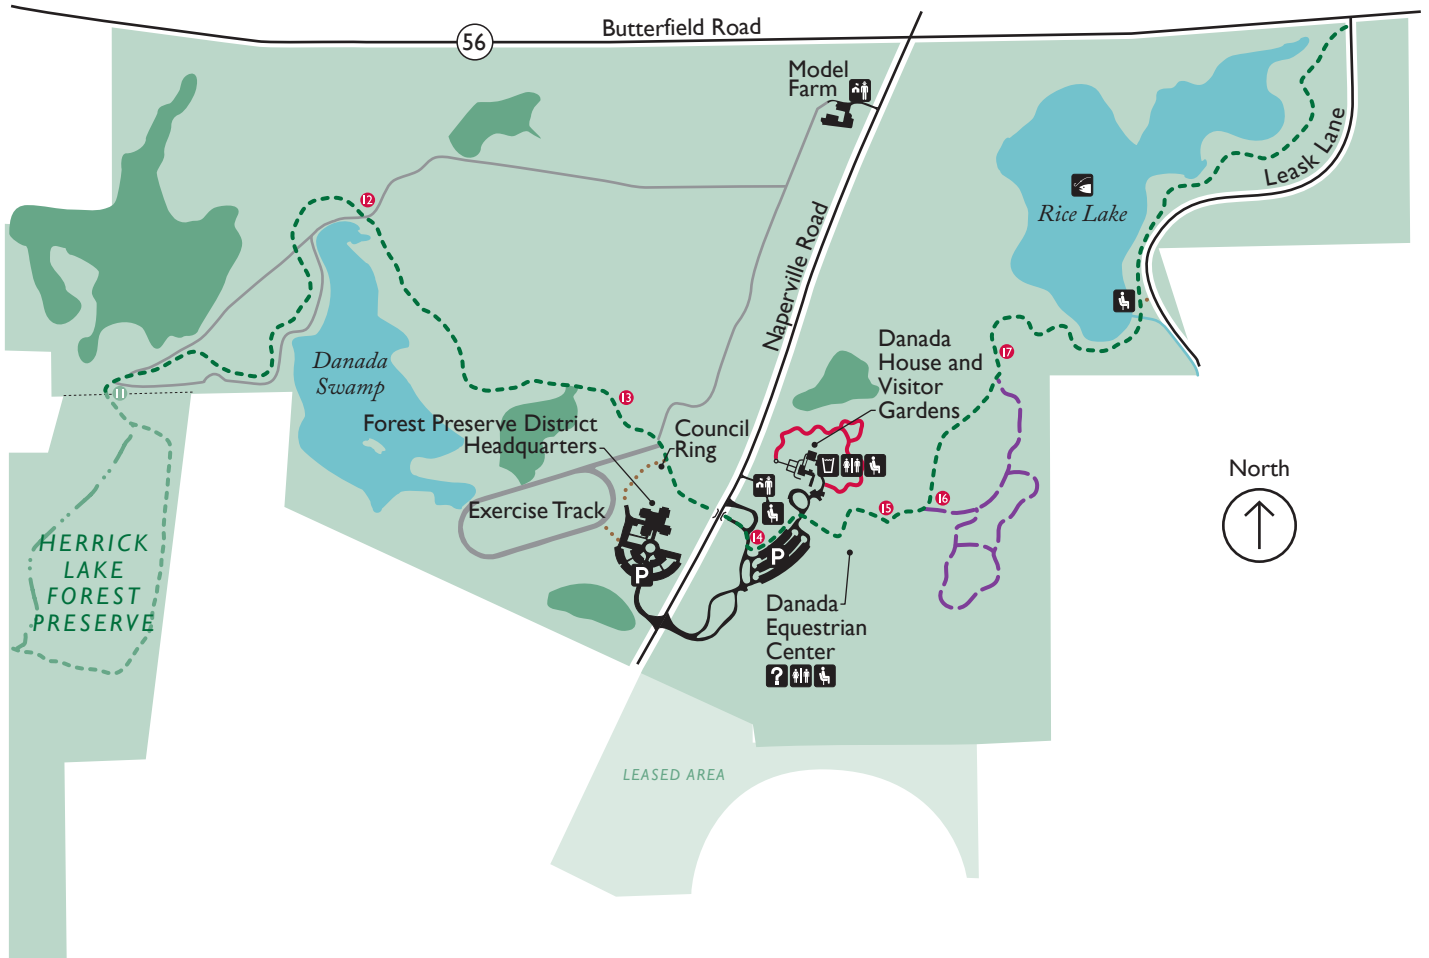 Butterfield Road
56
Model
Farm
12
Rice Lake
Leask Lane
Naperville Road
Danada
Swamp
11
13
Danada
House and
Visitor
Gardens
17
Forest Preserve District
Headquarters
Council
Ring
Exercise Track
14
15
16
P
P
North
HERRICK
LAKE
FOREST
PRESERVE
Danada
Equestrian
Center
?
LEASED AREA